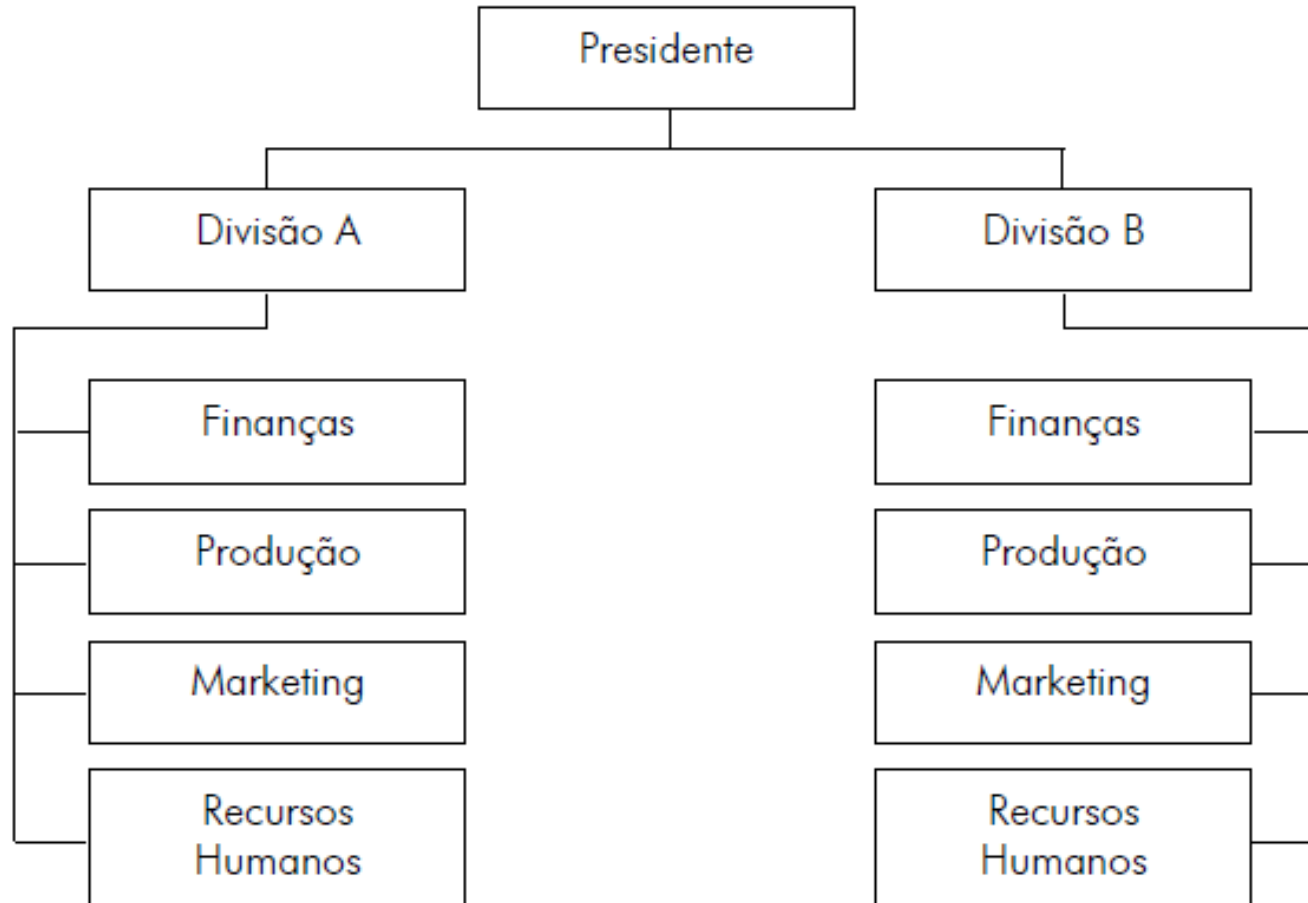 Presidente
Divisão A
Divisão B
Finanças
Finanças
Produção
Produção
Marketing
Marketing
Recursos
Humanos
Recursos
Humanos